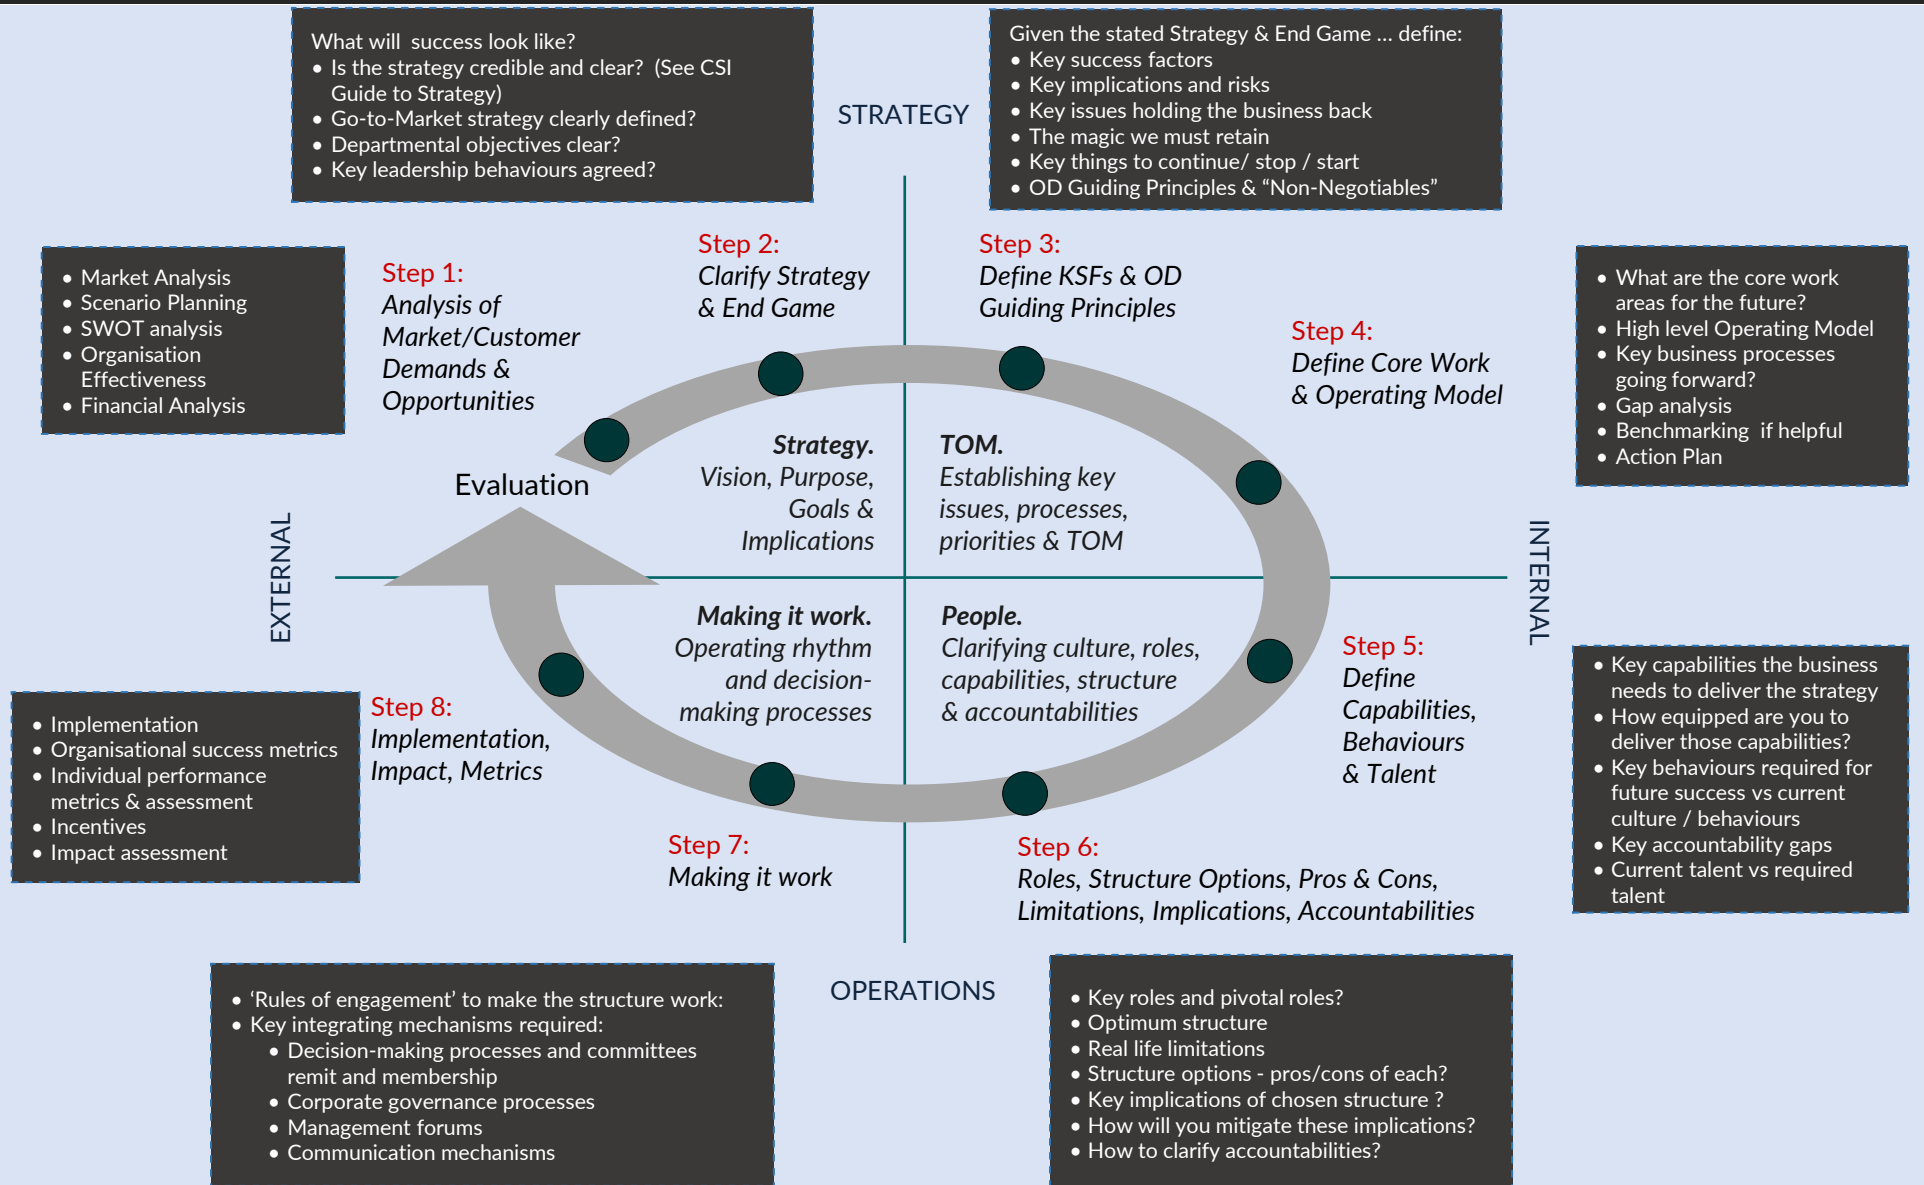 What will  success look like?
• Is the strategy credible and clear?  (See CSI
Guide to Strategy)
• Go-to-Market strategy clearly defined?
• Departmental objectives clear?
• Key leadership behaviours agreed?
STRATEGY
Given the stated Strategy & End Game ... define:
• Key success factors
• Key implications and risks
• Key issues holding the business back
• The magic we must retain
• Key things to continue/ stop / start
• OD Guiding Principles & “Non-Negotiables”
• Market Analysis
• Scenario Planning
• SWOT analysis
• Organisation
Effectiveness
• Financial Analysis
Step 1:
Analysis of
Market/Customer
Demands &
Opportunities
Step 2:
Clarify Strategy
& End Game
Step 3:
Define KSFs & OD
Guiding Principles
Step 4:
Define Core Work
& Operating Model
• What are the core work
areas for the future?
• High level Operating Model
• Key business processes
going forward?
• Gap analysis
• Benchmarking  if helpful
• Action Plan
Evaluation
Strategy.
Vision, Purpose,
Goals &
Implications
TOM.
Establishing key
issues, processes,
priorities & TOM
EXTERNAL
INTERNAL
Making it work.
Operating rhythm
and decision-
making processes
People.
Clarifying culture, roles,
capabilities, structure
& accountabilities
Step 5:
Define
Capabilities,
Behaviours
& Talent
• Key capabilities the business
needs to deliver the strategy
• How equipped are you to
deliver those capabilities?
• Key behaviours required for
future success vs current
culture / behaviours
• Key accountability gaps
• Current talent vs required
talent
• Implementation
• Organisational success metrics
• Individual performance
metrics & assessment
• Incentives
• Impact assessment
Step 8:
Implementation,
Impact, Metrics
Step 7:
Making it work
Step 6:
Roles, Structure Options, Pros & Cons,
Limitations, Implications, Accountabilities
• ‘Rules of engagement’ to make the structure work:
• Key integrating mechanisms required:
• Decision-making processes and committees
remit and membership
• Corporate governance processes
• Management forums
• Communication mechanisms
OPERATIONS
• Key roles and pivotal roles?
• Optimum structure
• Real life limitations
• Structure options - pros/cons of each?
• Key implications of chosen structure ?
• How will you mitigate these implications?
• How to clarify accountabilities?